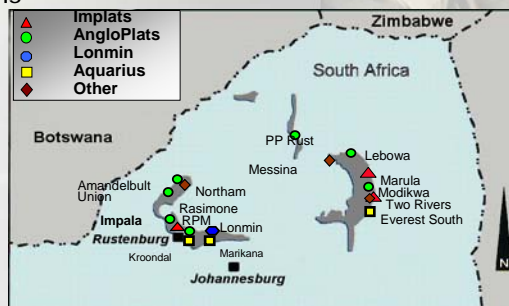 Implats
AngloPlats
Lonmin
Aquarius
Other
Zimbabwe
South Africa
Botswana
PP Rust
Messina
Lebowa
Marula
Modikwa
Two Rivers
Everest South
Amandelbult
Union
Northam
Rasimone
Impala
RPM
Lonmin
Rustenburg
Kroondal
Marikana
Johannesburg
N